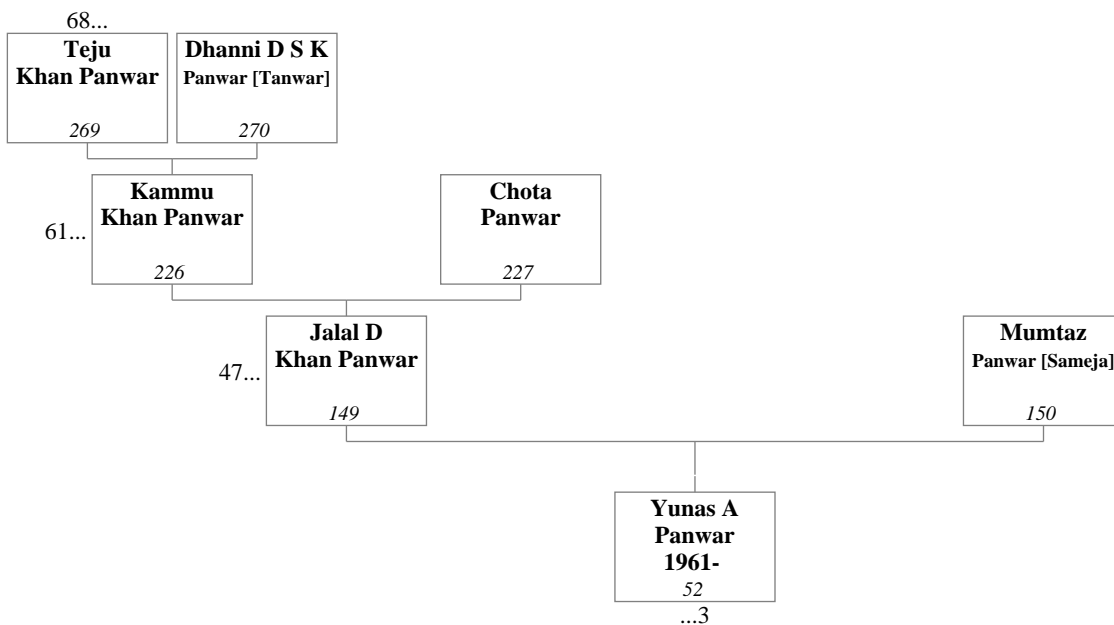 68...
Teju
Khan Panwar
269
Dhanni D S K
Panwar [Tanwar]
270
Kammu
Khan Panwar
226
61...
Chota
Panwar
227
Jalal D
Khan Panwar
149
47...
Mumtaz
Panwar [Sameja]
150
Yunas A
Panwar
1961-
52
...3